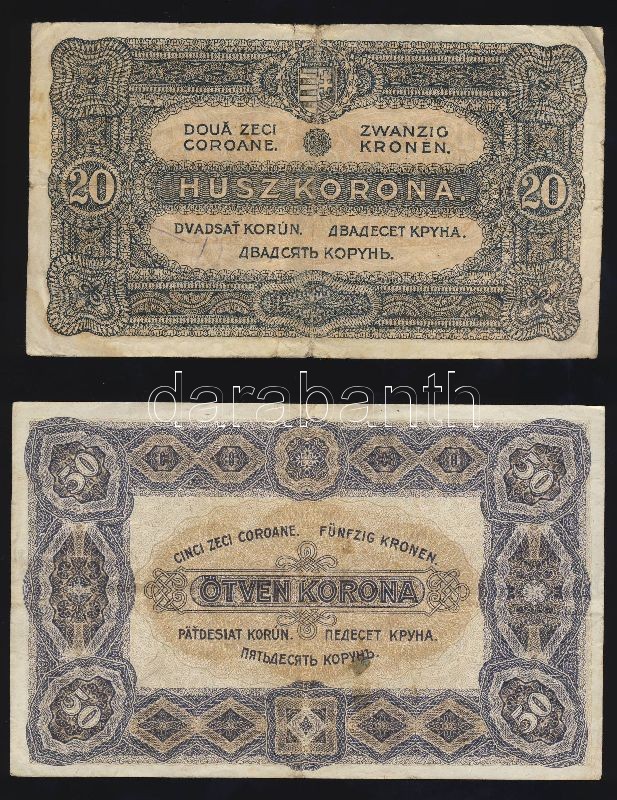 DOUĂ ZECI COROANE.
ZWANZIG KRONEN.
20 HUSZ KORONA. 20
DVADSAŤ KORÚN. ДВАДЕСЕТ КРУНА.
ДВАДСЯТЬ КОРУНЬ.
darabanth
50 50
CINCI ZECI COROANE. FÜNFZIG KRONEN.
ÖTVEN KORONA
PÄŤDESIAT KORÚN. ПЕДЕСЕТ КРУНА.
ПЯТЬДЕСЯТЬ КОРУНЪ.
50 50